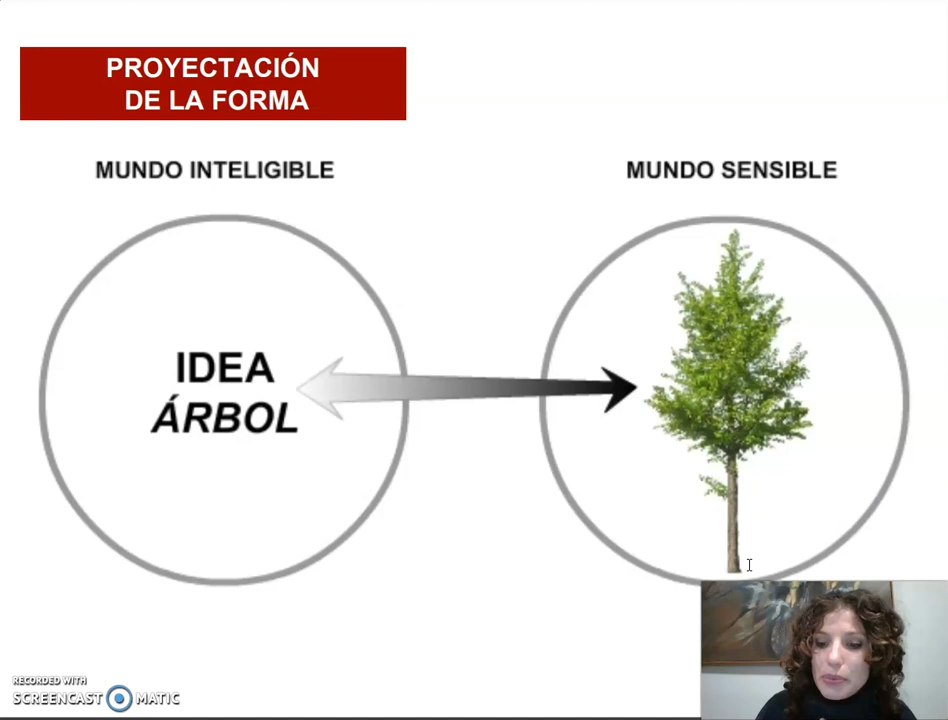 PROYECTACIÓN
DE LA FORMA
MUNDO INTELIGIBLE
MUNDO SENSIBLE
IDEA
ÁRBOL
RECORDED WITH
SCREENCAST MATIC